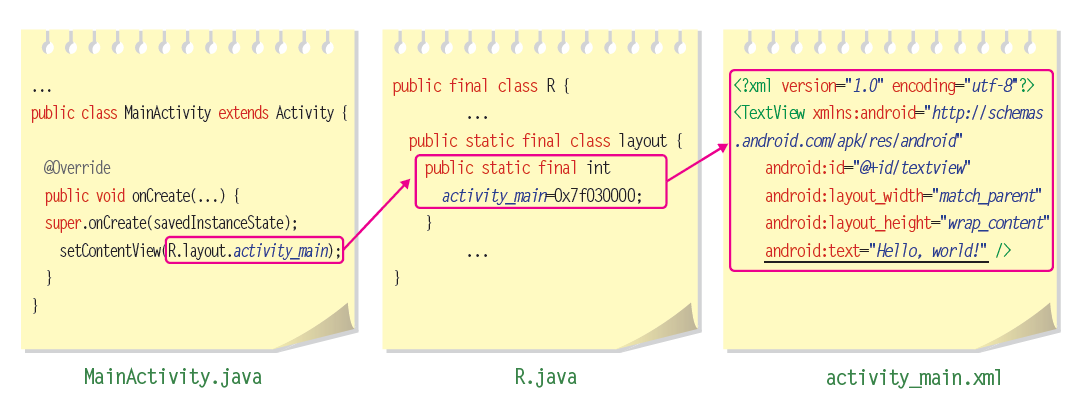 ...
public class MainActivity extends Activity {
@Override
public void onCreate(...) {
super.onCreate(savedInstanceState);
setContentView(R.layout.activity_main);
}
}
MainActivity.java
public final class R {
...
public static final class layout {
public static final int
activity_main=0x7f030000;
}
...
}
R.java
<?xml version="1.0" encoding="utf-8"?>
<TextView xmlns:android="http://schemas
.android.com/apk/res/android"
android:id="@+id/textview"
android:layout_width="match_parent"
android:layout_height="wrap_content"
android:text="Hello, world!" />
activity_main.xml